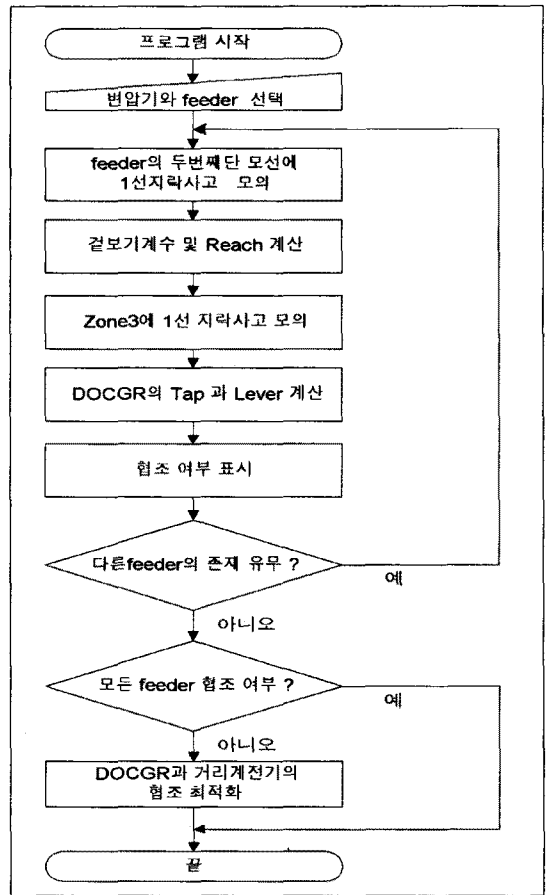 프로그램 시작
변압기와 feeder 선택
feeder의 두번째단 모선에
1선지락사고 모의
겉보기계수 및 Reach 계산
Zone3에 1선 지락사고 모의
DOCGR의 Tap 과 Lever 계산
협조 여부 표시
다른feeder의 존재 유무 ?
예
아니오
모든 feeder 협조 여부 ?
예
아니오
DOCGR과 거리계전기의
협조 최적화
끝